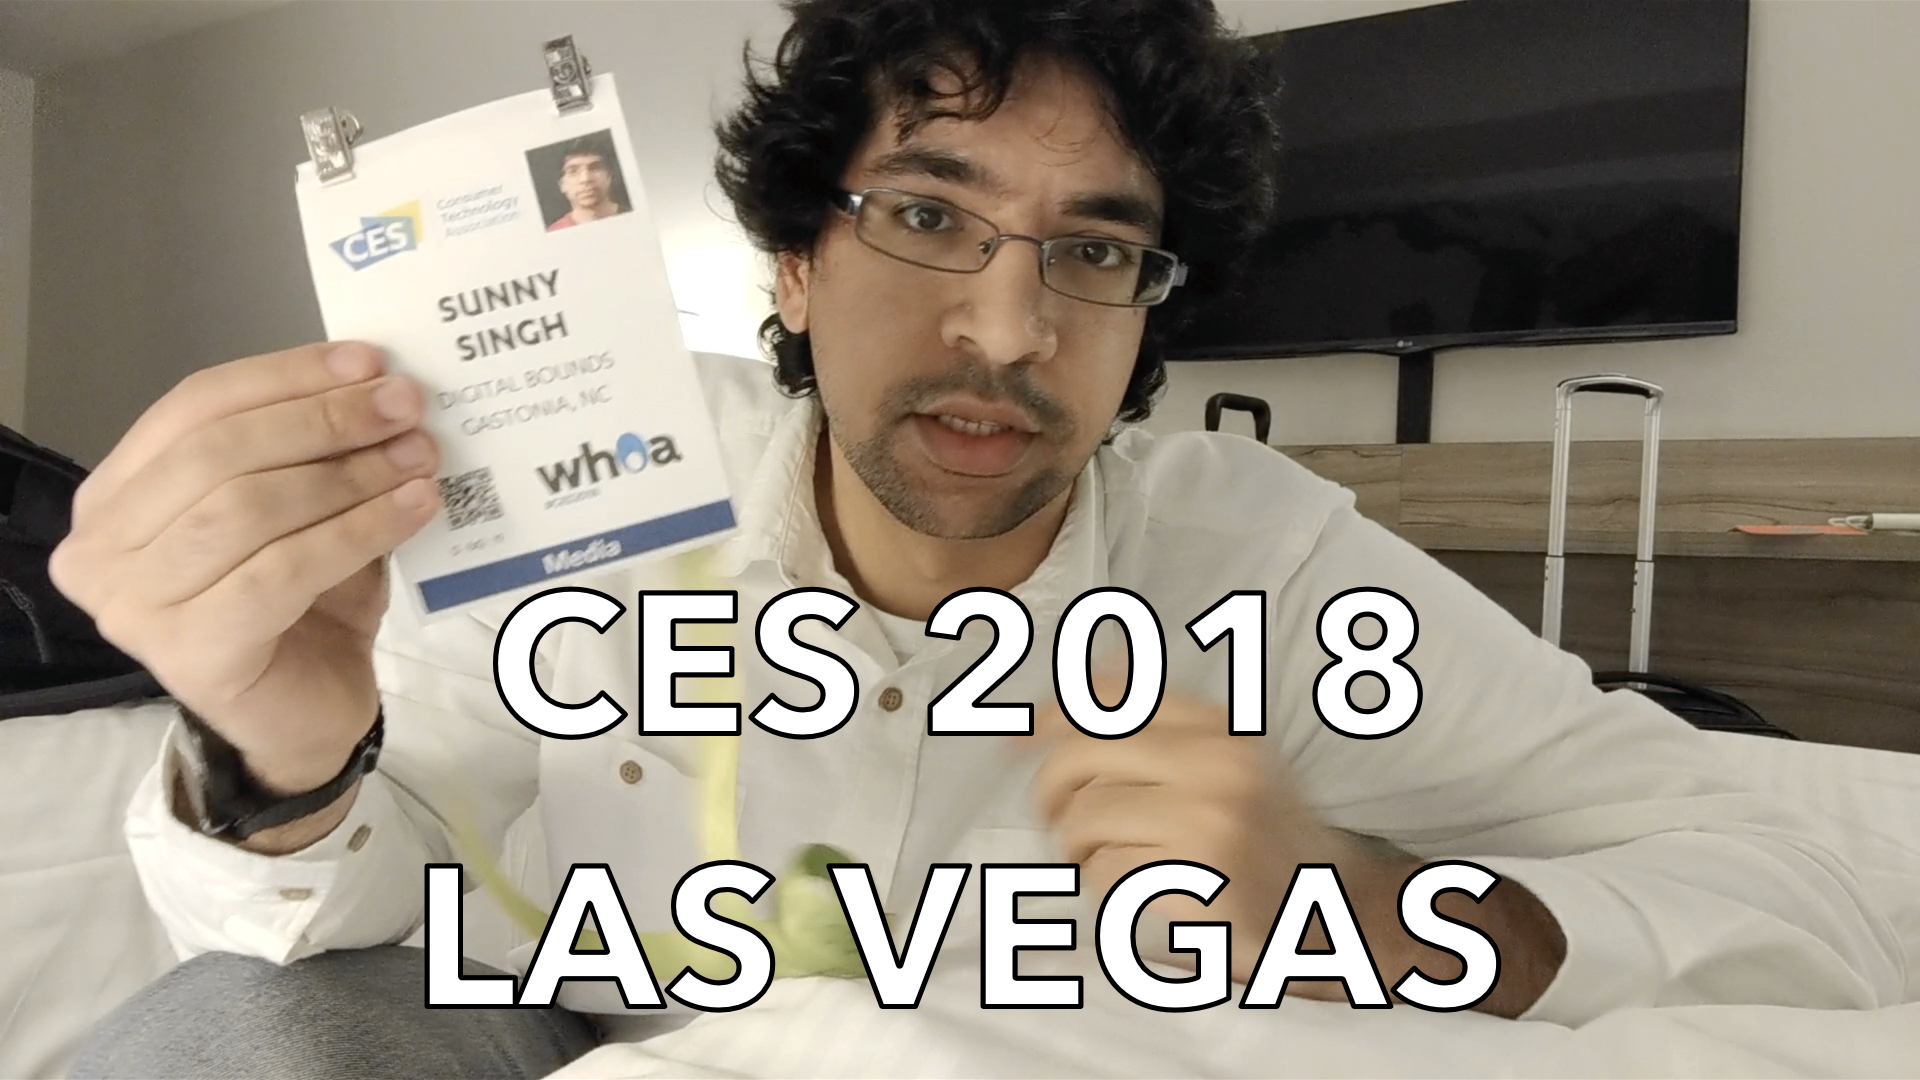 CES
Consumer
Technology
Association
SUNNY
SINGH
DIGITAL BOUNDS
GASTONIA, NC
whoa
Media
CES 2018
LAS VEGAS